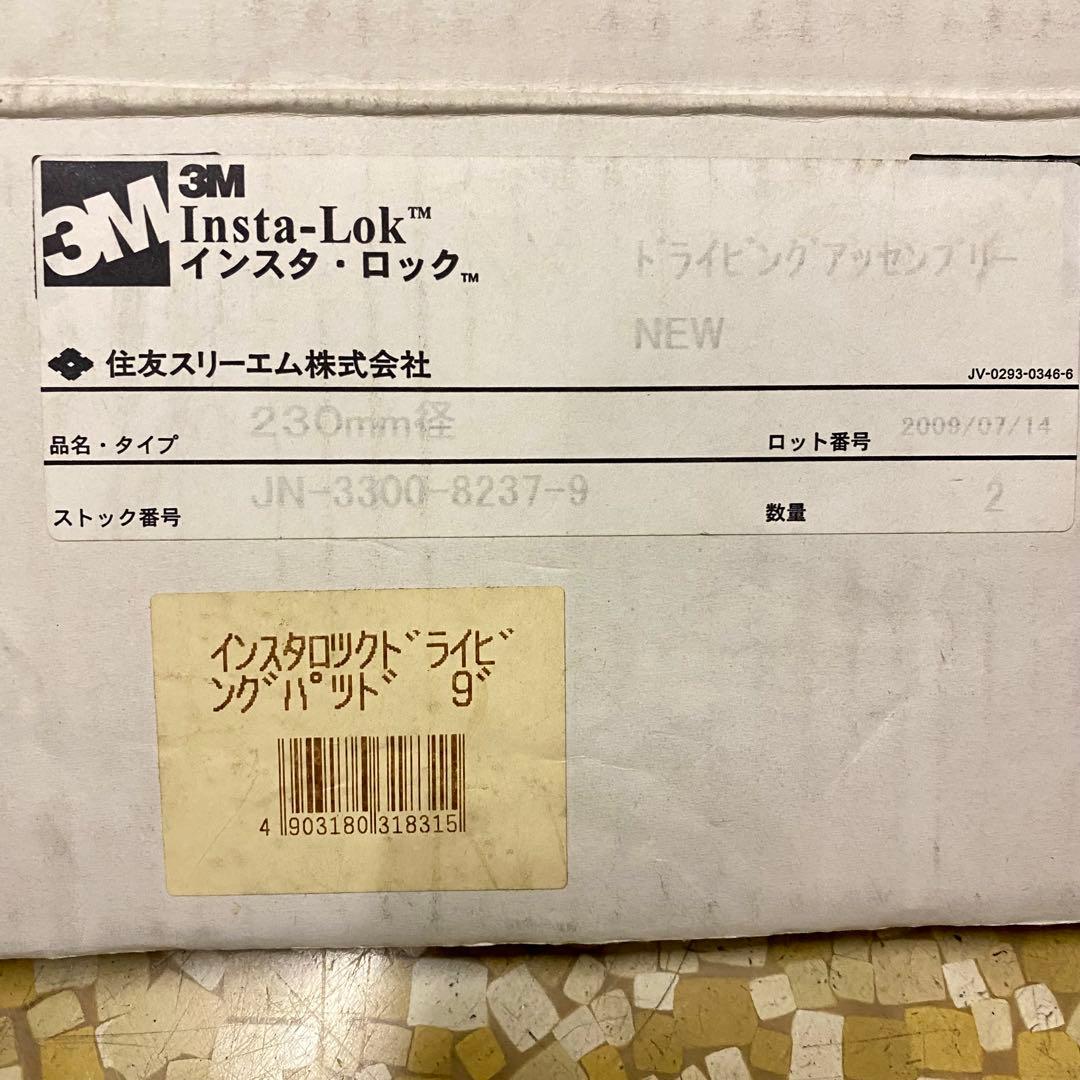 3M
3M
Insta-Lok™
インスタ・ロック™
ドライビングアッセンブリー
NEW
住友スリーエム株式会社
JV-0293-0346-6
品名・タイプ 230mm径 ロット番号 2009/07/14
ストック番号 JN-3300-8237-9 数量 2
インスタロツクドライビ
ングパツド 9"
4 903180 318315